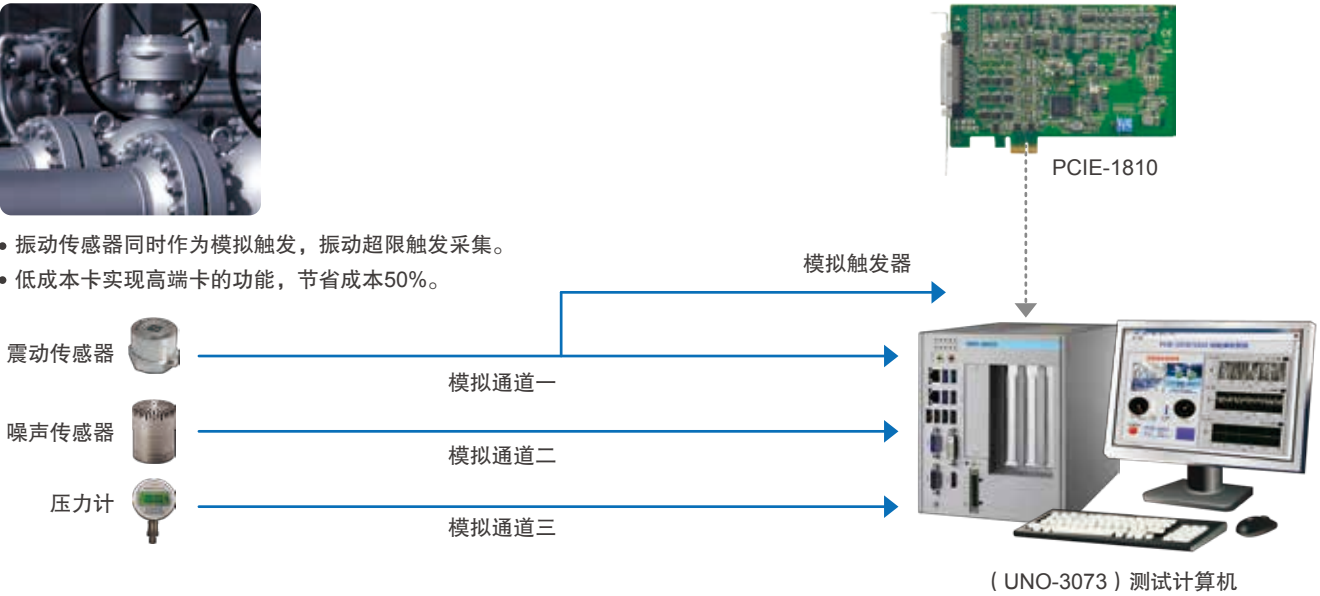 PCIE-1810
• 振动传感器同时作为模拟触发，振动超限触发采集。
• 低成本卡实现高端卡的功能，节省成本50%。
模拟触发器
震动传感器
模拟通道一
噪声传感器
模拟通道二
压力计
模拟通道三
（UNO-3073）测试计算机